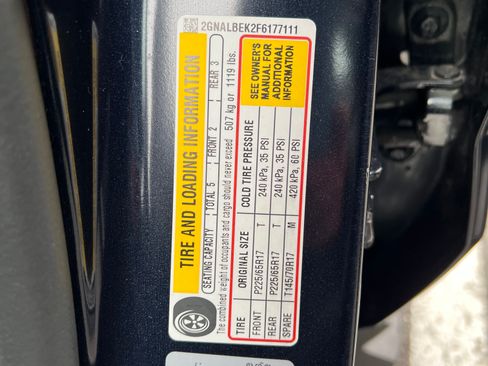 2GNALBEK2F6177111
TIRE AND LOADING INFORMATION
SEATING CAPACITY | TOTAL 5 | FRONT 2 | REAR 3
The combined weight of occupants and cargo should never exceed 507 kg or 1119 lbs.
TIRE ORIGINAL SIZE COLD TIRE PRESSURE
FRONT P225/65R17 T 240 kPa, 35 PSI
REAR P225/65R17 T 240 kPa, 35 PSI
SPARE T145/70R17 M 420 kPa, 60 PSI
SEE OWNER'S
MANUAL FOR
ADDITIONAL
INFORMATION